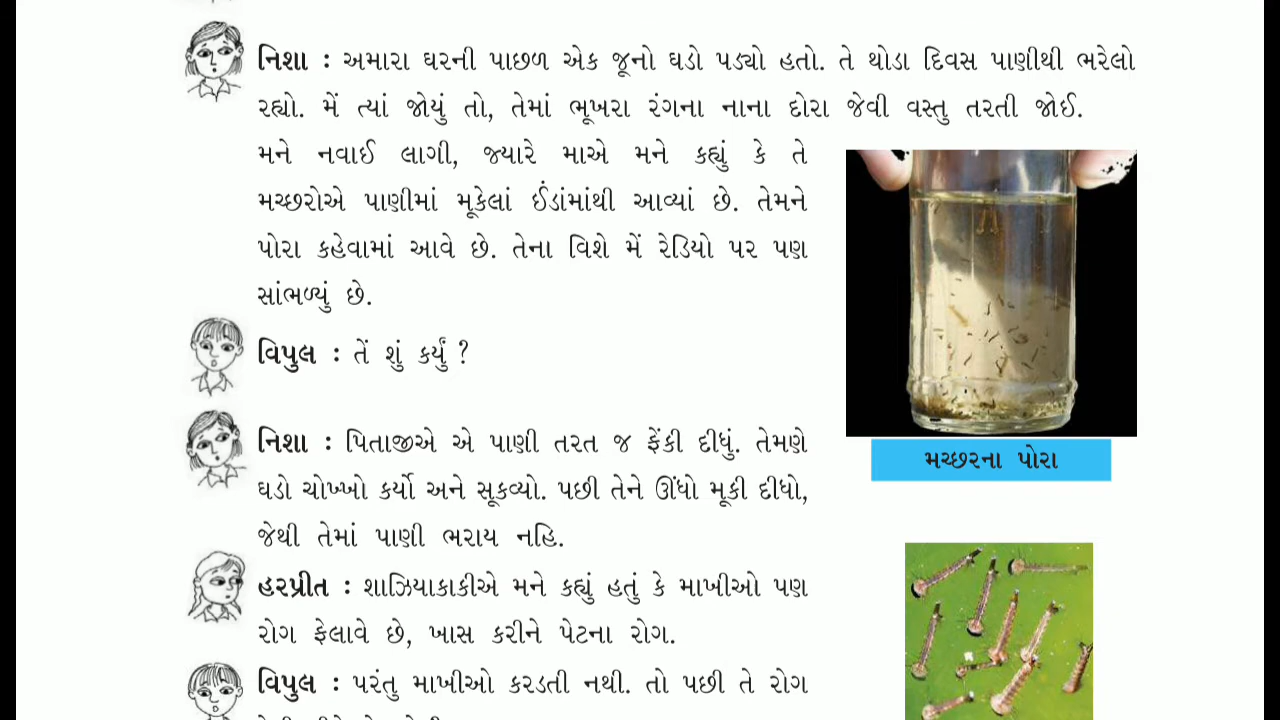 નિશા : અમારા ઘરની પાછળ એક જૂનો ઘડો પડ્યો હતો. તે થોડા દિવસ પાણીથી ભરેલો
રહ્યો. મેં ત્યાં જોયું તો, તેમાં ભૂખરા રંગના નાના દોરા જેવી વસ્તુ તરતી જોઈ.
મને નવાઈ લાગી, જ્યારે માએ મને કહ્યું કે તે
મચ્છરોએ પાણીમાં મૂકેલાં ઈંડાંમાંથી આવ્યાં છે. તેમને
પોરા કહેવામાં આવે છે. તેના વિશે મેં રેડિયો પર પણ
સાંભળ્યું છે.
વિપુલ : તેં શું કર્યું ?
નિશા : પિતાજીએ એ પાણી તરત જ ફેંકી દીધું. તેમણે
ઘડો ચોખ્ખો કર્યો અને સૂકવ્યો. પછી તેને ઊંધો મૂકી દીધો,
જેથી તેમાં પાણી ભરાય નહિ.
મચ્છરના પોરા
હરપ્રીત : શાઝિયાકાકીએ મને કહ્યું હતું કે માખીઓ પણ
રોગ ફેલાવે છે, ખાસ કરીને પેટના રોગ.
વિપુલ : પરંતુ માખીઓ કરડતી નથી. તો પછી તે રોગ